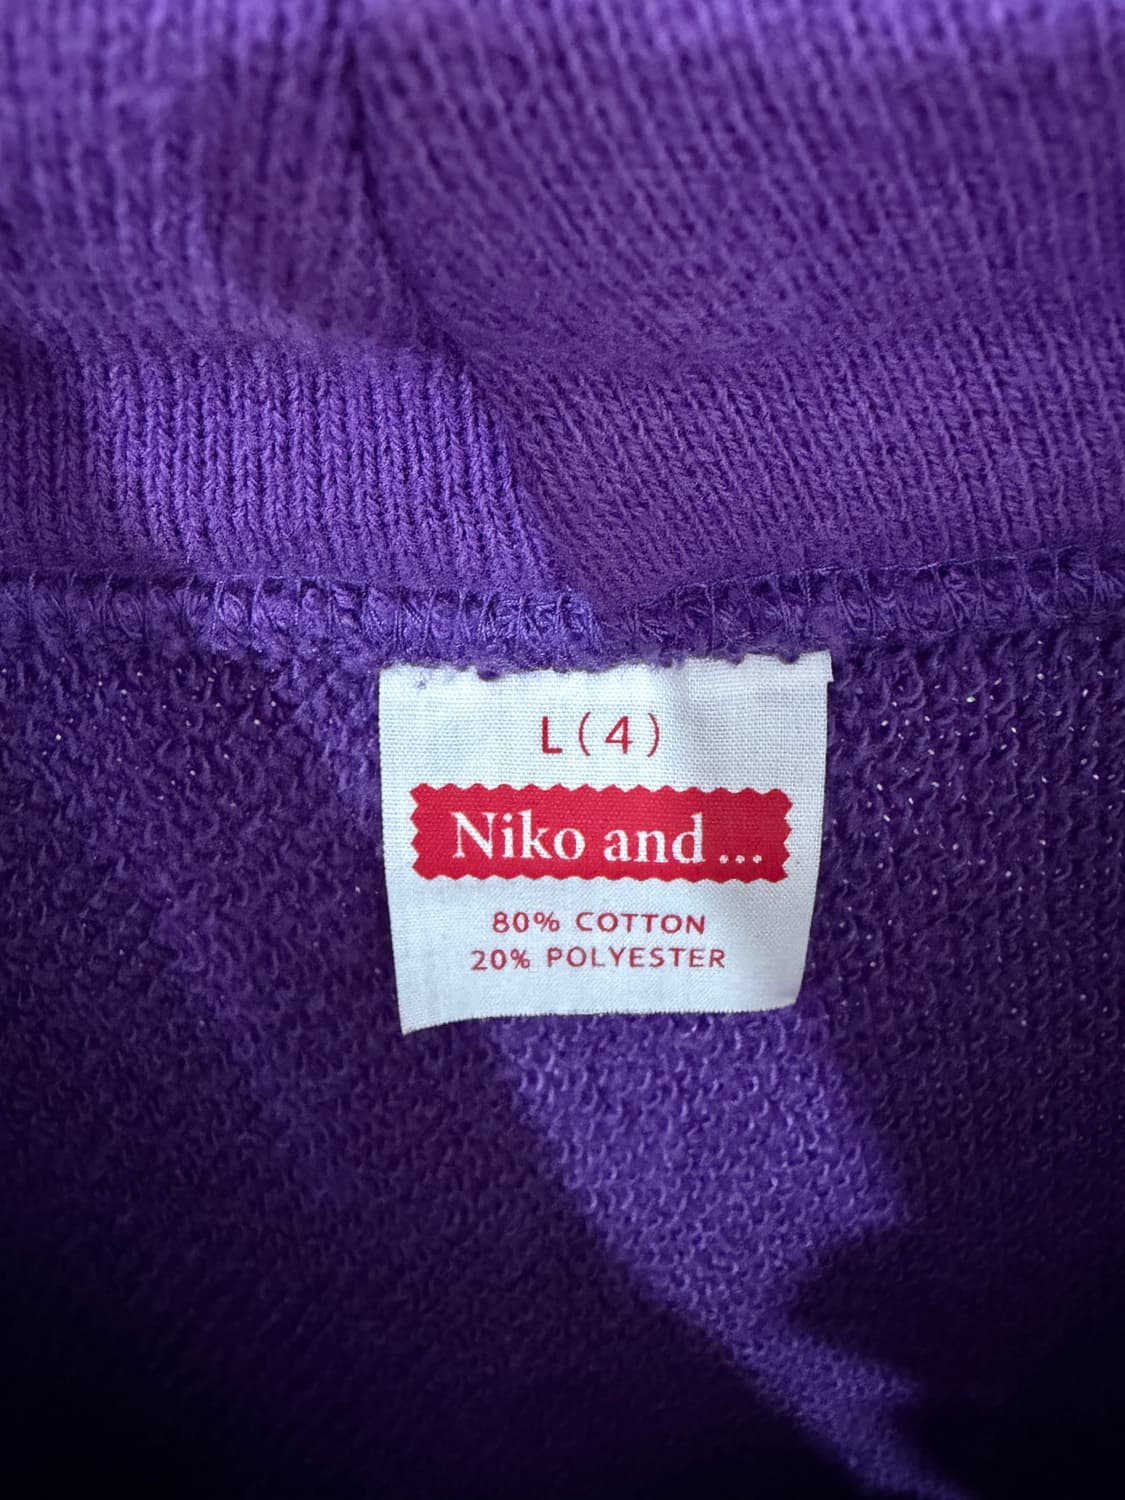 L(4)
Niko and...
80% COTTON
20% POLYESTER